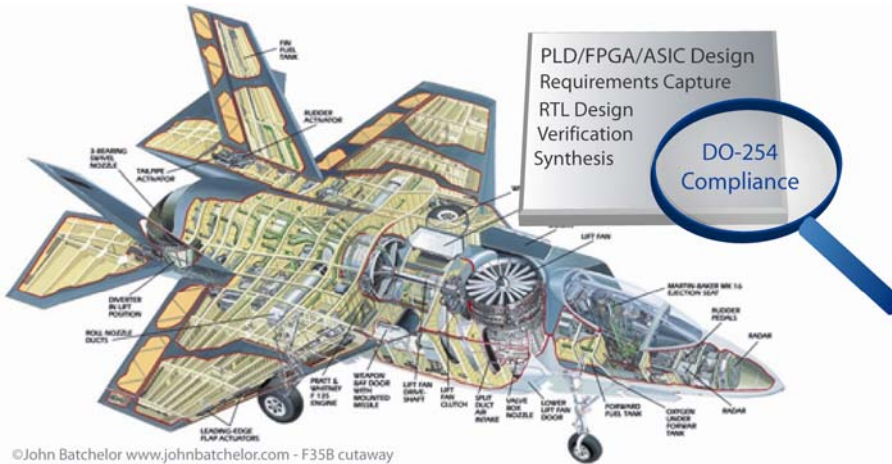 FIN
FUEL
TANK
RUDDER
ACTUATOR
3-BEARING
SWIVEL
NOZZLE
TAILPIPE
ACTIVATOR
PLD/FPGA/ASIC Design
Requirements Capture
RTL Design
Verification
Synthesis
DO-254
Compliance
LIFT FAN
MARTIN-BAKER MK 16
EJECTION SEAT
RUDDER
PEDALS
RADAR
DIVERTER
IN LIFT
POSITION
ROLL NOZZLE
DUCTS
LEADING-EDGE
FLAP ACTUATORS
PRATT &
WHITNEY
F 135
ENGINE
WEAPON
BAY DOOR
WITH
MOUNTED
MISSILE
LIFT FAN
DRIVE-
SHAFT
LIFT
FAN
CLUTCH
SPLIT
DUCT
AIR
INTAKE
VALVE
BOX
NOZZLE
LOWER
LIFT FAN
DOOR
FORWARD
FUEL TANK
OXYGEN
UNDER
FORWAR
TANK
RADAR
©John Batchelor www.johnbatchelor.com - F35B cutaway